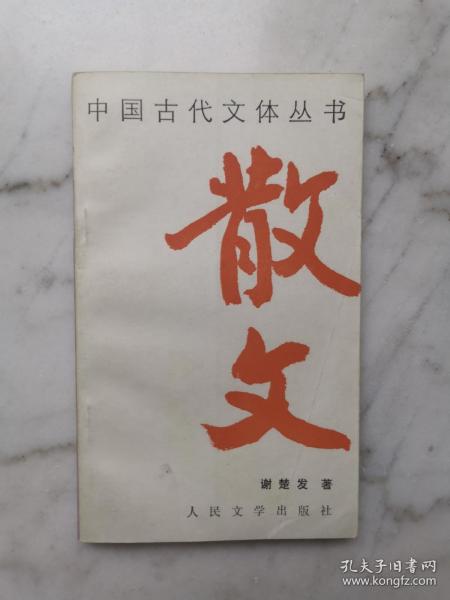 中国古代文体丛书
散文
谢楚发 著
人民文学出版社
孔夫子旧书网
www.kongfz.com